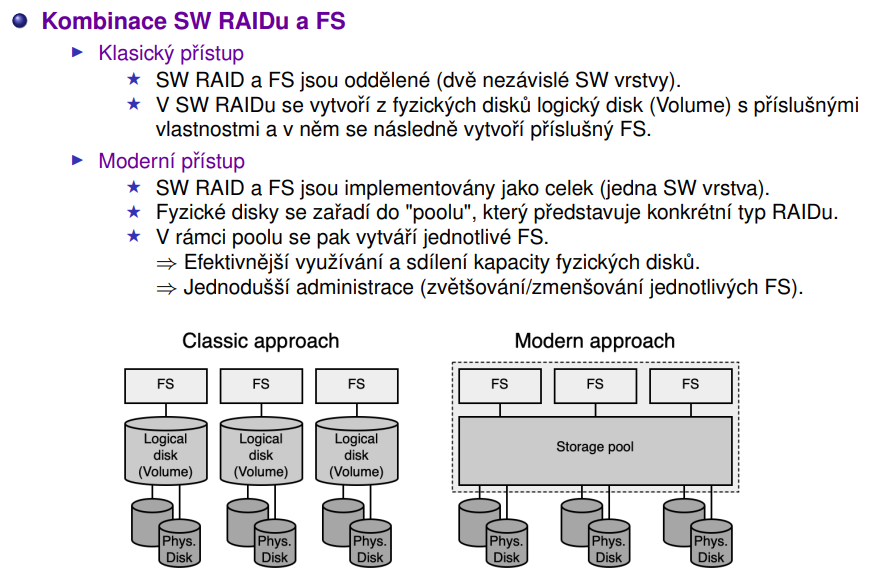 Kombinace SW RAIDu a FS
Klasický přístup
SW RAID a FS jsou oddělené (dvě nezávislé SW vrstvy).
V SW RAIDu se vytvoří z fyzických disků logický disk (Volume) s příslušnými
vlastnostmi a v něm se následně vytvoří příslušný FS.
Moderní přístup
SW RAID a FS jsou implementovány jako celek (jedna SW vrstva).
Fyzické disky se zařadí do "poolu", který představuje konkrétní typ RAIDu.
V rámci poolu se pak vytváří jednotlivé FS.
⇒ Efektivnější využívání a sdílení kapacity fyzických disků.
⇒ Jednodušší administrace (zvětšování/zmenšování jednotlivých FS).
Classic approach
FS
FS
FS
Logical
disk
(Volume)
Logical
disk
(Volume)
Logical
disk
(Volume)
Phys.
Disk
Phys.
Disk
Phys.
Disk
Modern approach
FS
FS
FS
Storage pool
Phys.
Disk
Phys.
Disk
Phys.
Disk